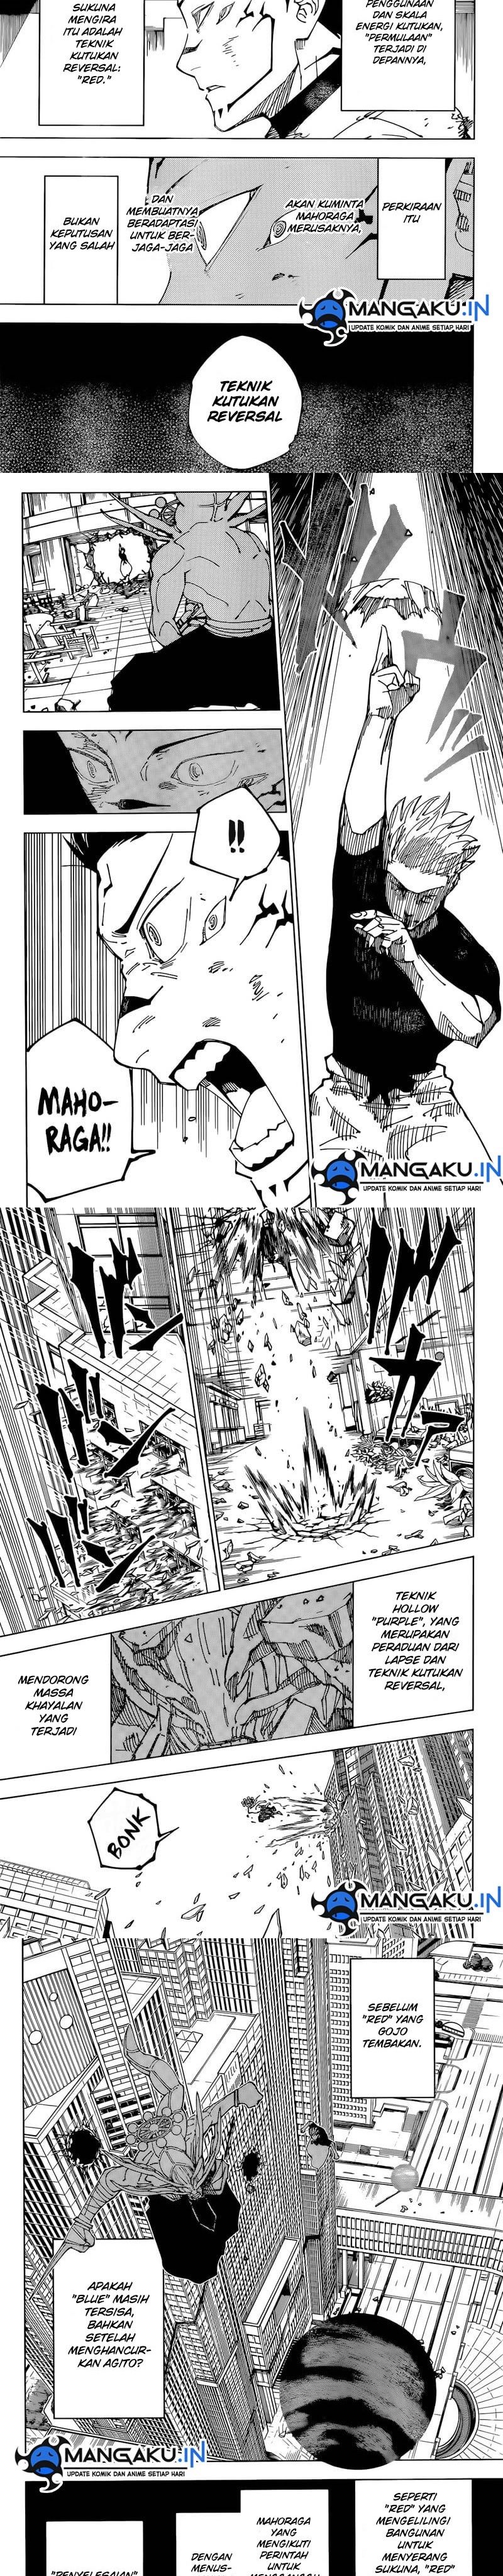 PENGGUNAAN
DAN SKALA
ENERGI KUTUKAN,
"PERMULAAN"
TERJADI DI
DEPANNYA,
SUKUNA
MENGIRA
ITU ADALAH
TEKNIK
KUTUKAN
REVERSAL:
"RED."
PERKIRAAN
ITU
AKAN KUMINTA
MAHORAGA
MERUSAKNYA,
DAN
MEMBUATNYA
BERADAPTASI
UNTUK BER-
JAGA-JAGA
BUKAN
KEPUTUSAN
YANG SALAH
MANGAKU.IN
UPDATE KOMIK DAN ANIME SETIAP HARI
TEKNIK
KUTUKAN
REVERSAL
!!
MAHO-
RAGA!!
MANGAKU.IN
UPDATE KOMIK DAN ANIME SETIAP HARI
TEKNIK
HOLLOW
"PURPLE", YANG
MERUPAKAN
PERADUAN DARI
LAPSE DAN
TEKNIK KUTUKAN
REVERSAL,
MENDORONG
MASSA
KHAYALAN
YANG
TERJADI
BONK
MANGAKU.IN
UPDATE KOMIK DAN ANIME SETIAP HARI
SEBELUM
"RED" YANG
GOJO
TEMBAKAN.
APAKAH
"BLUE" MASIH
TERSISA,
BAHKAN
SETELAH
MENGHANCUR-
KAN AGITO?
MANGAKU.IN
UPDATE KOMIK DAN ANIME SETIAP HARI
SEPERTI
"RED" YANG
MENGELILINGI
BANGUNAN
UNTUK
MENYERANG
SUKUNA, "RED"
MAHORAGA
YANG
MENGIKUTI
PERINTAH
UNTUK
DENGAN
MENUS-
"PENYELESAIAN"